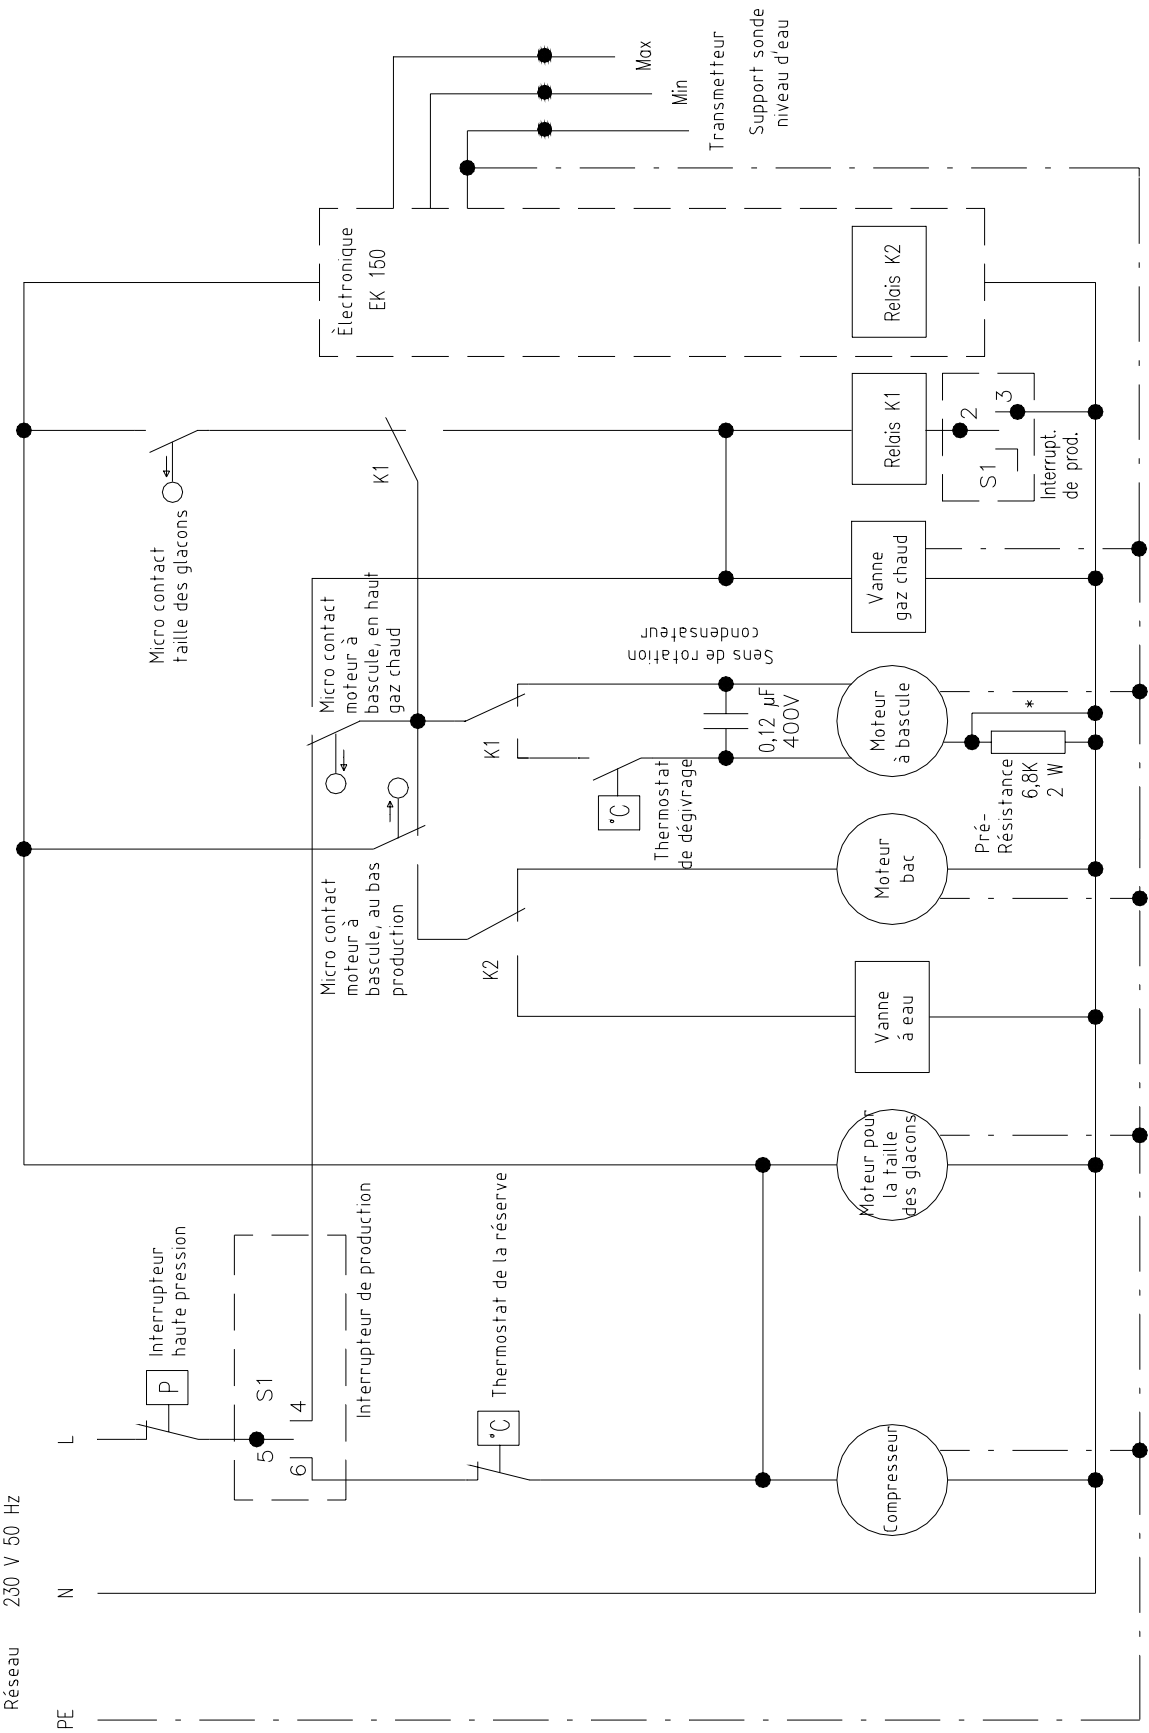 Réseau 230 V 50 Hz
PE
N
L
Interrupteur
haute pression
P
S1
5
4
6
Interrupteur de production
Thermostat de la réserve
°C
Compresseur
Moteur pour
la taille
des glacons
Vanne
á eau
Moteur
bac
K2
Micro contact
moteur à
bascule, au bas
production
Micro contact
moteur à
bascule, en haut
gaz chaud
K1
Thermostat
de dégivrage
°C
0,12 µF
400V
Sens de rotation
condensateur
Moteur
à bascule
Pré-
Résistance
6,8K
2 W
*
Vanne
gaz chaud
Micro contact
taille des glacons
K1
Relais K1
S1
2
3
Interrupt.
de prod.
Èlectronique
EK 150
Relais K2
Max
Min
Transmetteur
Support sonde
niveau d'eau